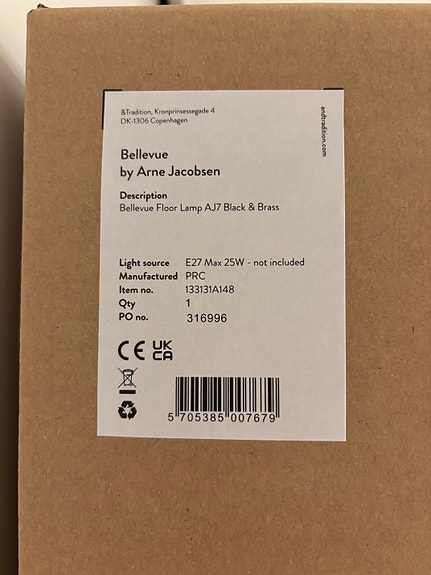 &Tradition, Kronprinsessegade 4
DK-1306 Copenhagen
andtradition.com
Bellevue
by Arne Jacobsen
Description
Bellevue Floor Lamp AJ7 Black & Brass
Light source E27 Max 25W - not included
Manufactured PRC
Item no. 133131A148
Qty 1
PO no. 316996
CE UK
CA
5 705385 007679